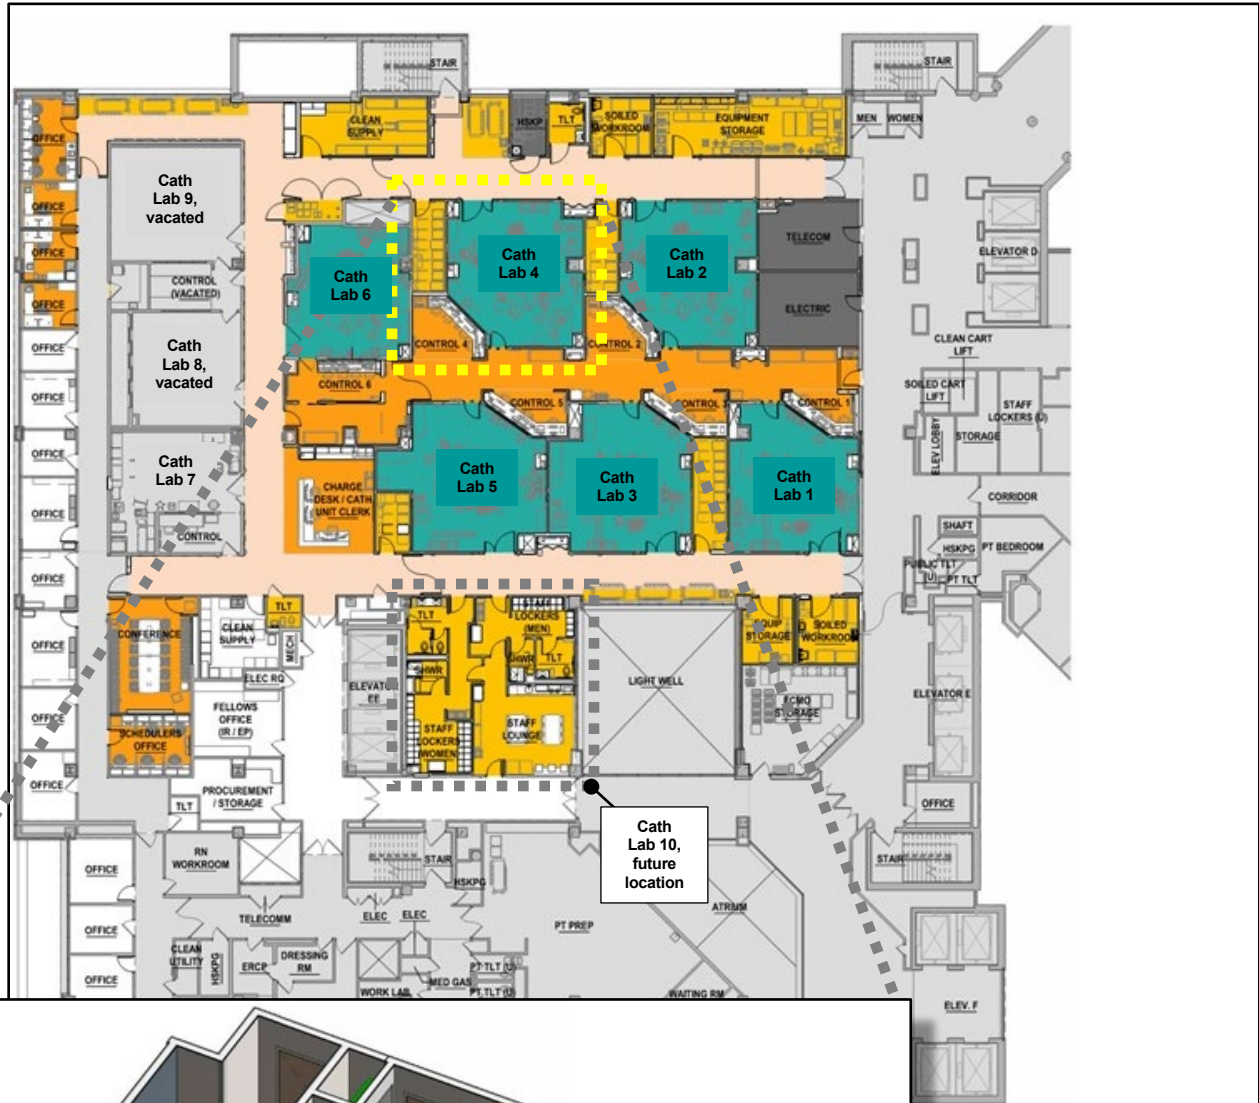 STAIR
STAIR
OFFICE
CLEAN
SUPPLY
HSKP
TLT
SOILED
WORKROOM
EQUIPMENT
STORAGE
MEN
WOMEN
Cath
Lab 9,
vacated
OFFICE
OFFICE
OFFICE
CONTROL
(VACATED)
Cath
Lab 6
Cath
Lab 4
Cath
Lab 2
TELECOM
ELECTRIC
ELEVATOR D
OFFICE
Cath
Lab 8,
vacated
CONTROL 4
CONTROL 2
CLEAN CART
LIFT
OFFICE
CONTROL 6
CONTROL 5
CONTROL 3
CONTROL 1
SOILED CART
LIFT
STAFF
LOCKERS (U)
ELEV LOBBY
STORAGE
OFFICE
Cath
Lab 7
CHARGE
DESK / CATH
UNIT CLERK
Cath
Lab 5
Cath
Lab 3
Cath
Lab 1
OFFICE
CONTROL
CORRIDOR
SHAFT
HSKPG
PT BEDROOM
PUBLIC TLT
(U)
PT TLT
OFFICE
OFFICE
CONFERENCE
CLEAN
SUPPLY
TLT
MECH
ELEC RQ
TLT
STAFF
LOCKERS
(MEN)
SHWR
SHWR
TLT
EQUIP
STORAGE
SOILED
WORKROOM
ELEVATOR
EE
LIGHT WELL
ECMO
STORAGE
ELEVATOR E
OFFICE
SCHEDULERS
OFFICE
FELLOWS
OFFICE
(IR / EP)
STAFF
LOCKERS
WOMEN
STAFF
LOUNGE
OFFICE
PROCUREMENT
/ STORAGE
TLT
OFFICE
Cath
Lab 10,
future
location
OFFICE
RN
WORKROOM
STAIR
HSKPG
STAIR
TELECOMM
ELEC
ELEC
PT PREP
ATRIUM
OFFICE
CLEAN
UTILITY
HSKPG
ERCP
DRESSING
RM
PT TLT (U)
MED GAS
OFFICE
WORK LAB
PT TLT (U)
WAITING RM
ELEV. F